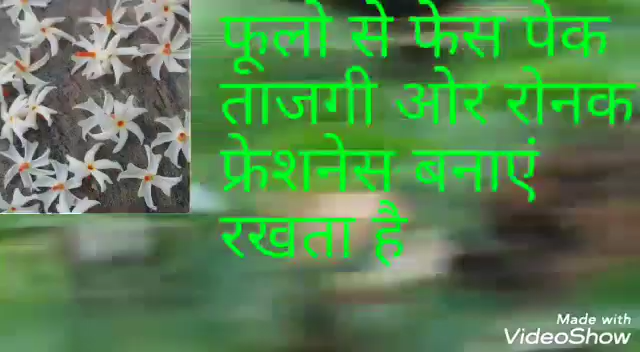 फूलो से फेस पेक
ताजगी ओर रोनक
फ्रेशनेस बनाएं
रखता है
Made with
VideoShow